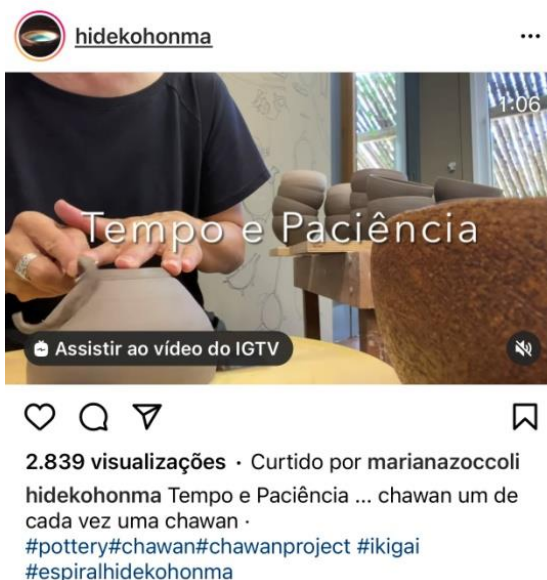 hidekohonma
1:06
Tempo e Paciência
Assistir ao vídeo do IGTV
2.839 visualizações · Curtido por marianazoccoli
hidekohonma Tempo e Paciência ... chawan um de
cada vez uma chawan ·
#pottery#chawan#chawanproject #ikigai
#espiralhidekohonma